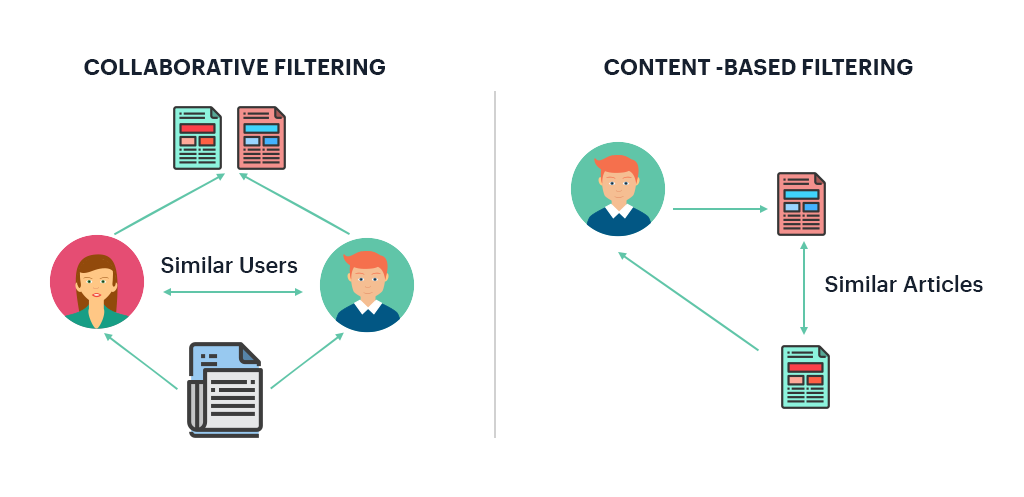 COLLABORATIVE FILTERING
CONTENT -BASED FILTERING
Similar Users
Similar Articles